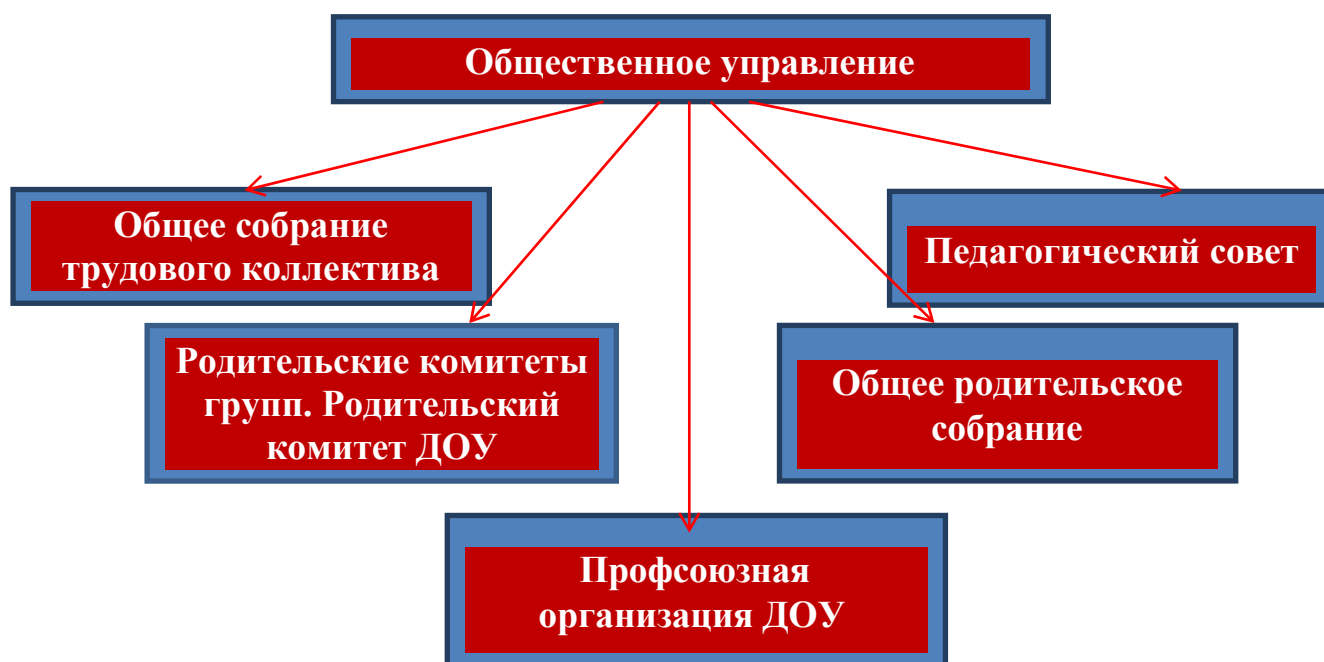 Общественное управление
Общее собрание
трудового коллектива
Педагогический совет
Родительские комитеты
групп. Родительский
комитет ДОУ
Общее родительское
собрание
Профсоюзная
организация ДОУ